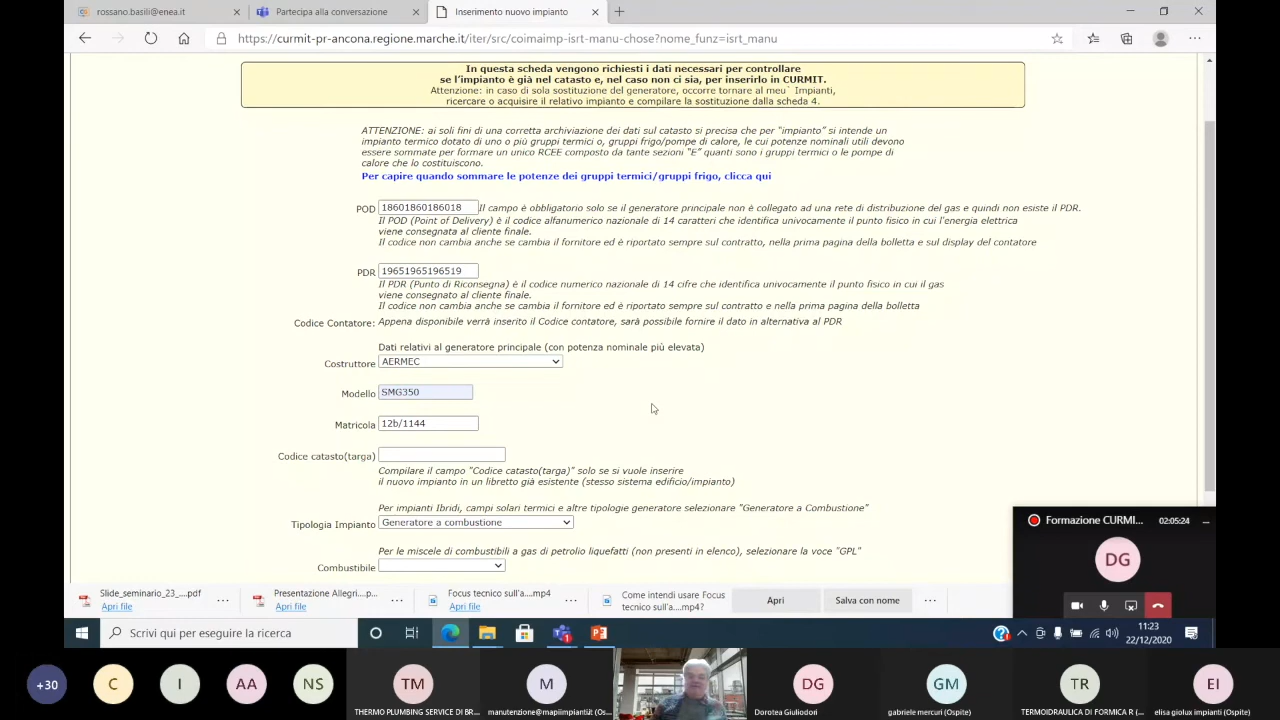 rossano.basili@enea.it
Partecipa alla conversazione
Inserimento nuovo impianto
https://curmit-pr-ancona.regione.marche.it/iter/src/coimaimp-isrt-manu-chose?nome_funz=isrt_manu
In questa scheda vengono richiesti i dati necessari per controllare
se l'impianto è già nel catasto e, nel caso non ci sia, per inserirlo in CURMIT.
Attenzione: in caso di sola sostituzione del generatore, occorre tornare al meu` Impianti,
ricercare o acquisire il relativo impianto e compilare la sostituzione dalla scheda 4.
ATTENZIONE: ai soli fini di una corretta archiviazione dei dati sul catasto si precisa che per "impianto" si intende un
impianto termico dotato di uno o più gruppi termici o, gruppi frigo/pompe di calore, le cui potenze nominali utili devono
essere sommate per formare un unico RCEE composto da tante sezioni "E" quanti sono i gruppi termici o le pompe di
calore che lo costituiscono.
Per capire quando sommare le potenze dei gruppi termici/gruppi frigo, clicca qui
POD 18601860186018 Il campo è obbligatorio solo se il generatore principale non è collegato ad una rete di distribuzione del gas e quindi non esiste il PDR.
Il POD (Point of Delivery) è il codice alfanumerico nazionale di 14 caratteri che identifica univocamente il punto fisico in cui l'energia elettrica
viene consegnata al cliente finale.
Il codice non cambia anche se cambia il fornitore ed è riportato sempre sul contratto, nella prima pagina della bolletta e sul display del contatore
PDR 19651965196519
Il PDR (Punto di Riconsegna) è il codice numerico nazionale di 14 cifre che identifica univocamente il punto fisico in cui il gas
viene consegnato al cliente finale.
Il codice non cambia anche se cambia il fornitore ed è riportato sempre sul contratto e nella prima pagina della bolletta
Codice Contatore: Appena disponibile verrà inserito il Codice contatore, sarà possibile fornire il dato in alternativa al PDR
Dati relativi al generatore principale (con potenza nominale più elevata)
Costruttore AERMEC
Modello SMG350
Matricola 12b/1144
Codice catasto(targa)
Compilare il campo "Codice catasto(targa)" solo se si vuole inserire
il nuovo impianto in un libretto già esistente (stesso sistema edificio/impianto)
Per impianti Ibridi, campi solari termici e altre tipologie generatore selezionare "Generatore a Combustione"
Tipologia Impianto Generatore a combustione
Per le miscele di combustibili a gas di petrolio liquefatti (non presenti in elenco), selezionare la voce "GPL"
Combustibile
Formazione CURMI... 02:05:24
DG
Slide_seminario_23_....pdf
Apri file
Presentazione Allegri....p...
Apri file
Focus tecnico sull'a....mp4
Apri file
Come intendi usare Focus
tecnico sull'a....mp4?
Apri
Salva con nome
Scrivi qui per eseguire la ricerca
11:23
22/12/2020
+30
C
I
AA
NS
TM
M
DG
GM
TR
EI
THERMO PLUMBING SERVICE DI BR...
manutenzione@mapiimpianti.it (Os...
Dorotea Giuliodori
gabriele mercuri (Ospite)
TERMOIDRAULICA DI FORMICA R (...
elisa giolux impianti (Ospite)